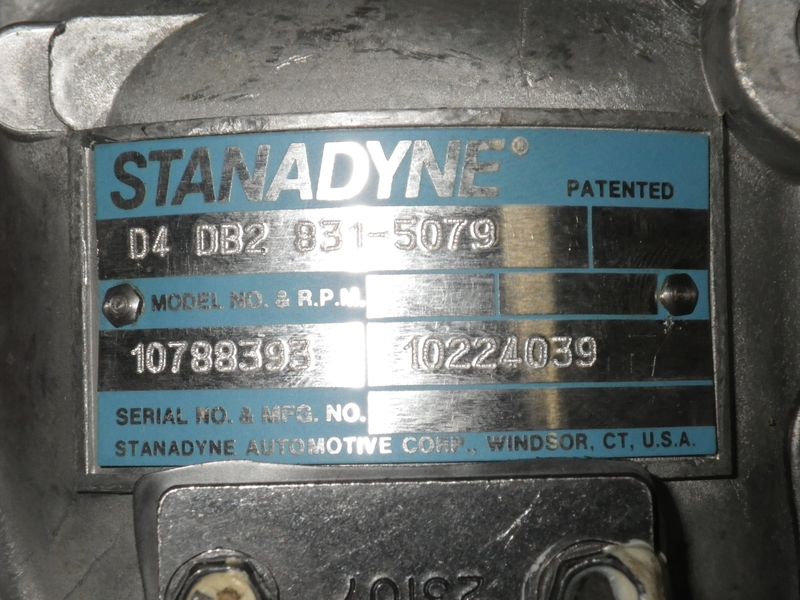 STANADYNE®
PATENTED
D4 DB2 831-5079
MODEL NO. & R.P.M.
10788393 10224039
SERIAL NO. & MFG. NO.
STANADYNE AUTOMOTIVE CORP., WINDSOR, CT, U.S.A.